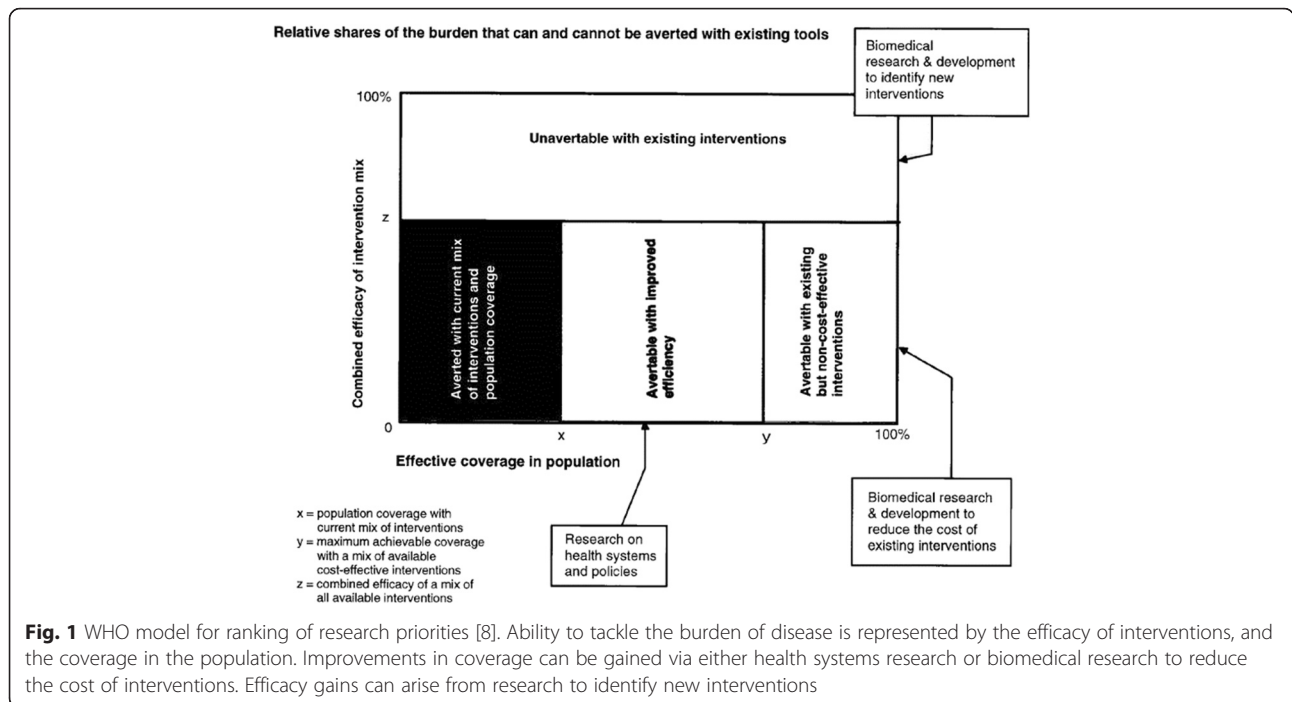 Relative shares of the burden that can and cannot be averted with existing tools
Biomedical
research & development
to identify new
interventions
100%
Unavertable with existing interventions
Combined efficacy of intervention mix
z
Averted with current mix
of interventions and
population coverage
Avertable with improved
efficiency
Avertable with existing
but non-cost-effective
interventions
0
x
y
100%
Effective coverage in population
x = population coverage with
current mix of interventions
y = maximum achievable coverage
with a mix of available
cost-effective interventions
z = combined efficacy of a mix of
all available interventions
Research on
health systems
and policies
Biomedical research
& development to
reduce the cost of
existing interventions
Fig. 1 WHO model for ranking of research priorities [8]. Ability to tackle the burden of disease is represented by the efficacy of interventions, and
the coverage in the population. Improvements in coverage can be gained via either health systems research or biomedical research to reduce
the cost of interventions. Efficacy gains can arise from research to identify new interventions